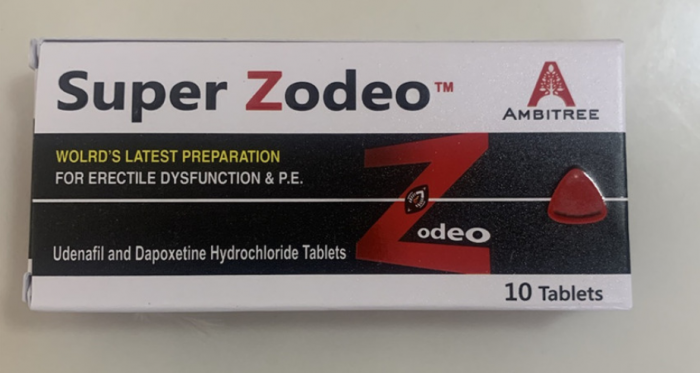 Super Zodeo™
AMBITREE
WOLRD'S LATEST PREPARATION
FOR ERECTILE DYSFUNCTION & P.E.
Zodeo
Udenafil and Dapoxetine Hydrochloride Tablets
10 Tablets